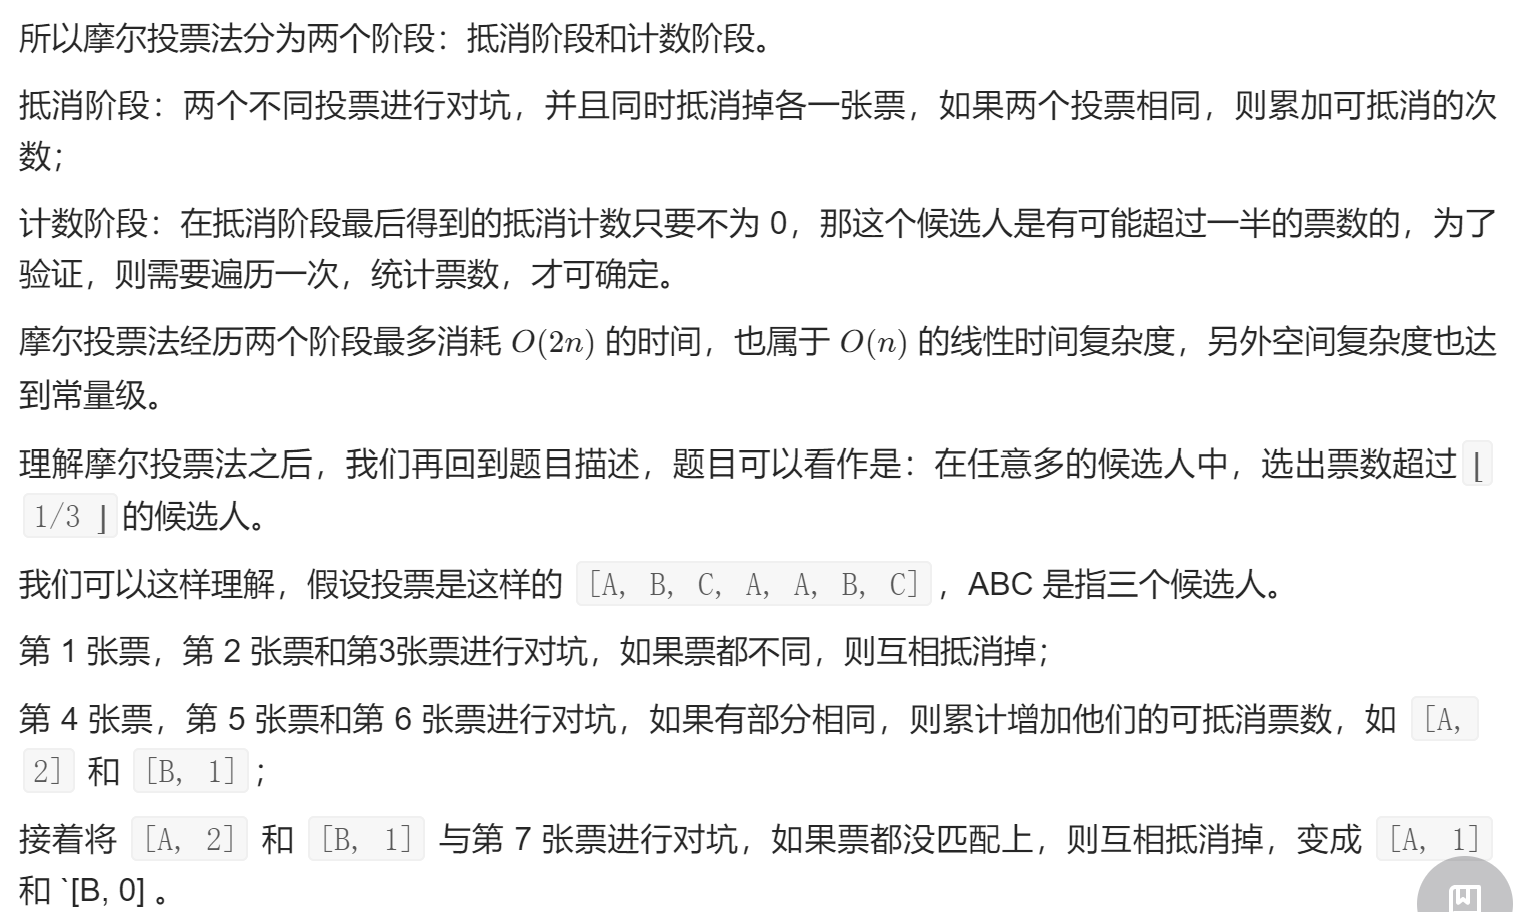 所以摩尔投票法分为两个阶段：抵消阶段和计数阶段。
抵消阶段：两个不同投票进行对坑，并且同时抵消掉各一张票，如果两个投票相同，则累加可抵消的次
数；
计数阶段：在抵消阶段最后得到的抵消计数只要不为 0，那这个候选人是有可能超过一半的票数的，为了
验证，则需要遍历一次，统计票数，才可确定。
摩尔投票法经历两个阶段最多消耗 O(2n) 的时间，也属于 O(n) 的线性时间复杂度，另外空间复杂度也达
到常量级。
理解摩尔投票法之后，我们再回到题目描述，题目可以看作是：在任意多的候选人中，选出票数超过⌊
1/3 ⌋的候选人。
我们可以这样理解，假设投票是这样的 [A, B, C, A, A, B, C]，ABC 是指三个候选人。
第 1 张票，第 2 张票和第3张票进行对坑，如果票都不同，则互相抵消掉；
第 4 张票，第 5 张票和第 6 张票进行对坑，如果有部分相同，则累计增加他们的可抵消票数，如 [A,
2] 和 [B, 1]；
接着将 [A, 2] 和 [B, 1] 与第 7 张票进行对坑，如果票都没匹配上，则互相抵消掉，变成 [A, 1]
和 `[B, 0] 。